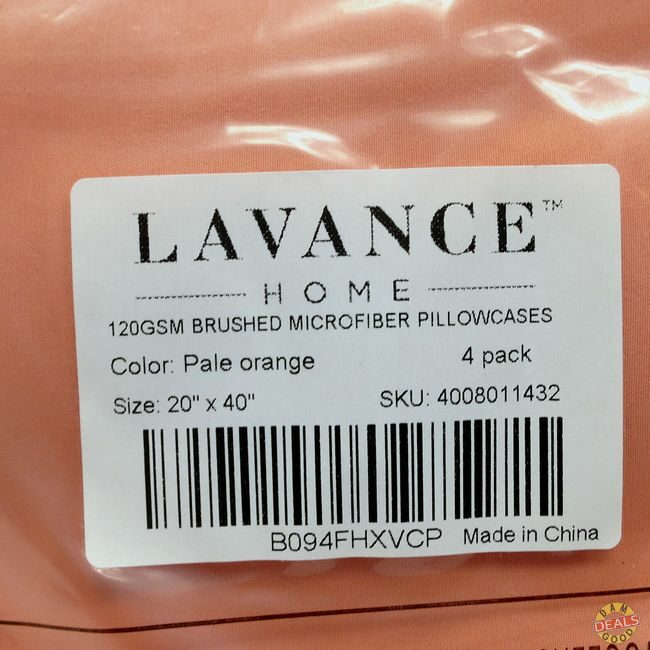 LAVANCE™
HOME
120GSM BRUSHED MICROFIBER PILLOWCASES
Color: Pale orange 4 pack
Size: 20" x 40" SKU: 4008011432
B094FHXVCP Made in China
DAM
DEALS
GOOD